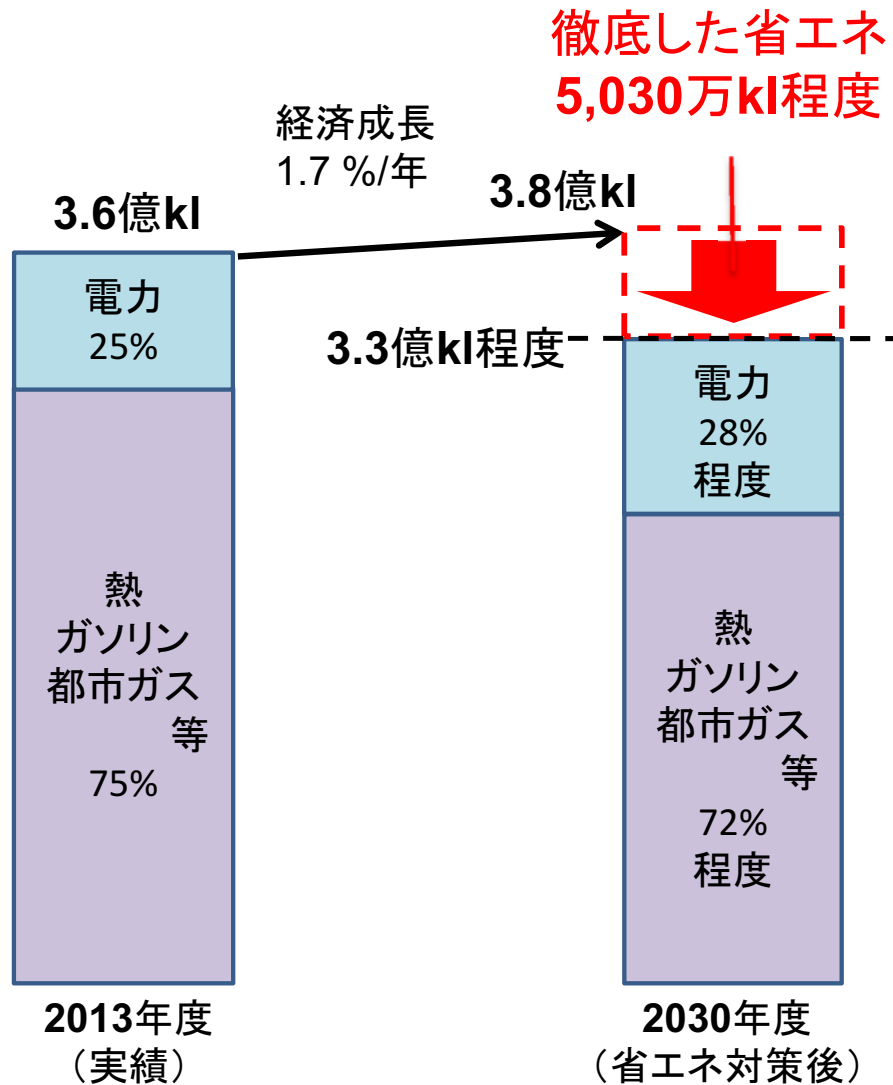 徹底した省エネ
5,030万kl程度
経済成長
1.7 %/年
3.6億kl
3.8億kl
電力
25%
3.3億kl程度
電力
28%
程度
熱
ガソリン
都市ガス
等
75%
熱
ガソリン
都市ガス
等
72%
程度
2013年度
（実績）
2030年度
（省エネ対策後）